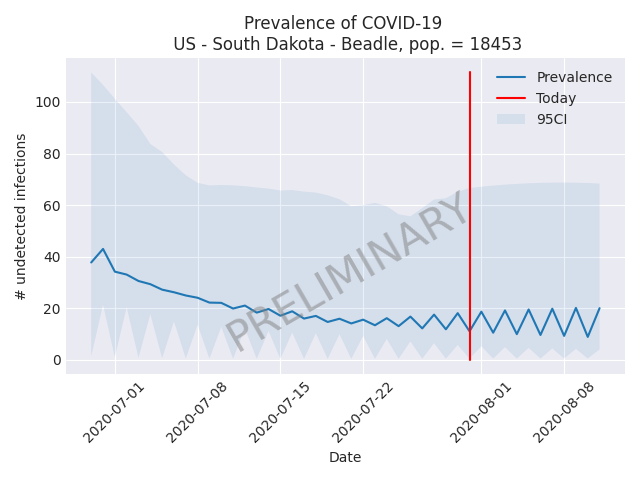 Prevalence of COVID-19
US - South Dakota - Beadle, pop. = 18453
Prevalence
Today
95CI
# undetected infections
100
80
60
40
20
0
PRELIMINARY
2020-07-01
2020-07-08
2020-07-15
2020-07-22
2020-08-01
2020-08-08
Date